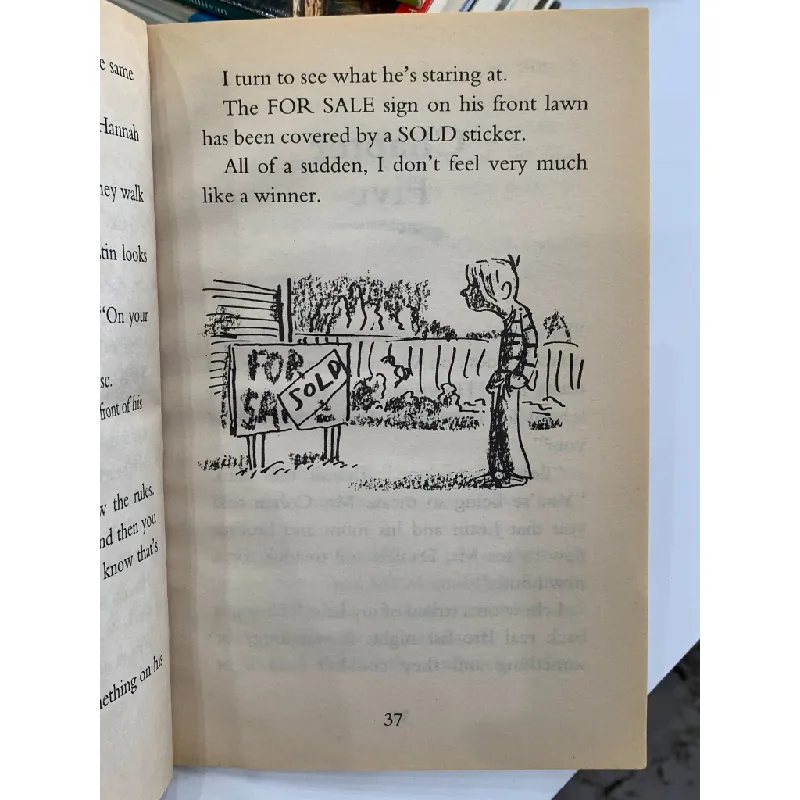 e same
Hannah
hey walk
tin looks
"On your
se.
front of his
w the rules.
nd then you
know that's
mething on his
I turn to see what he's staring at.
The FOR SALE sign on his front lawn
has been covered by a SOLD sticker.
All of a sudden, I don't feel very much
like a winner.
FOR
SA
SOLD
37